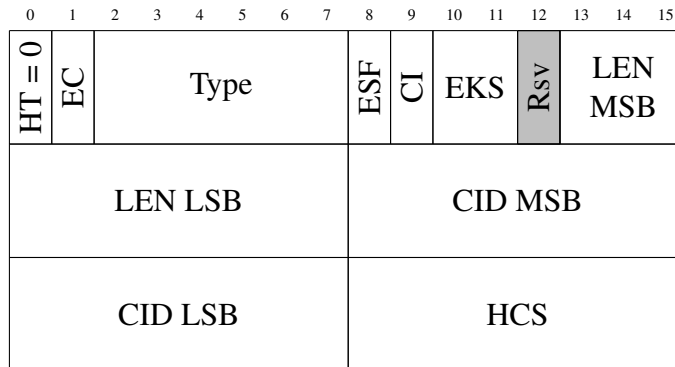 0 1 2 3 4 5 6 7 8 9 10 11 12 13 14 15
HT = 0 EC Type ESF CI EKS Rsv LEN
MSB
LEN LSB CID MSB
CID LSB HCS